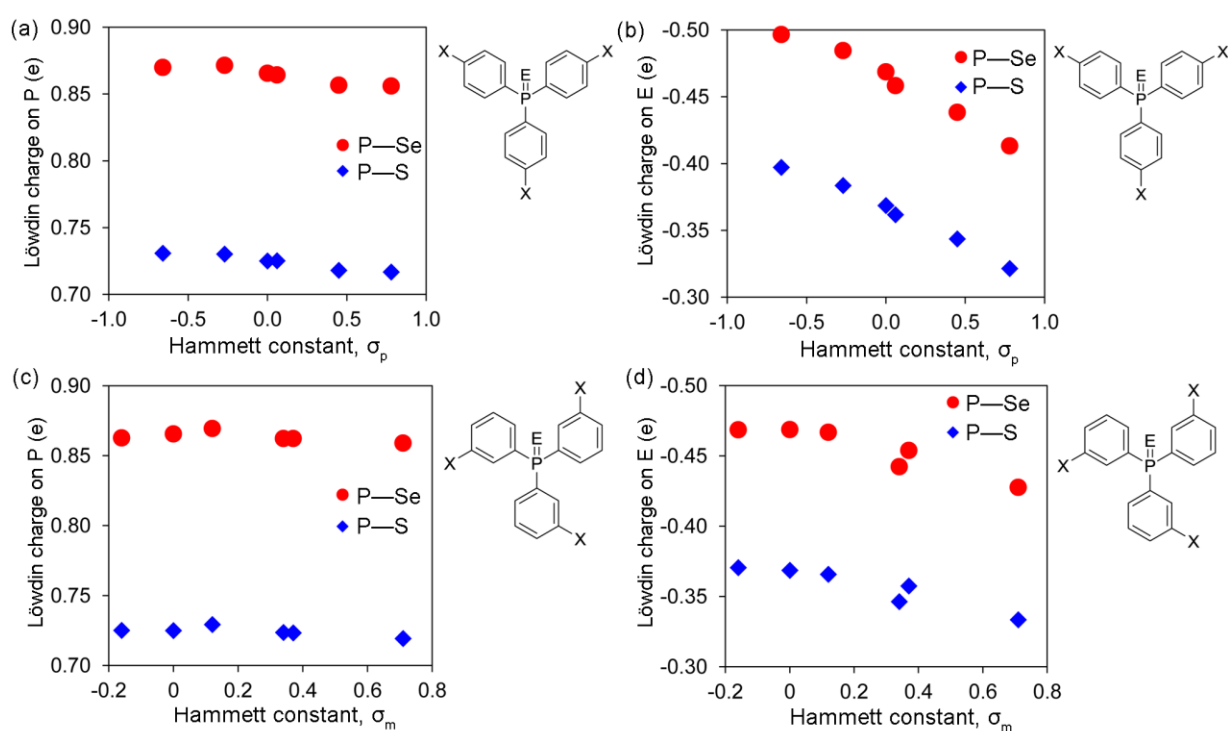 (a)
Löwdin charge on P (e)
0.90
0.85
0.80
0.75
0.70
P—Se
P—S
-1.0 -0.5 0.0 0.5 1.0
Hammett constant, σp
X
X
E
P
X
(b)
Löwdin charge on E (e)
-0.50
-0.45
-0.40
-0.35
-0.30
P—Se
P—S
-1.0 -0.5 0.0 0.5 1.0
Hammett constant, σp
X
X
E
P
X
(c)
Löwdin charge on P (e)
0.90
0.85
0.80
0.75
0.70
P—Se
P—S
-0.2 0 0.2 0.4 0.6 0.8
Hammett constant, σm
X
E
X
P
X
(d)
Löwdin charge on E (e)
-0.50
-0.45
-0.40
-0.35
-0.30
P—Se
P—S
-0.2 0 0.2 0.4 0.6 0.8
Hammett constant, σm
X
E
X
P
X